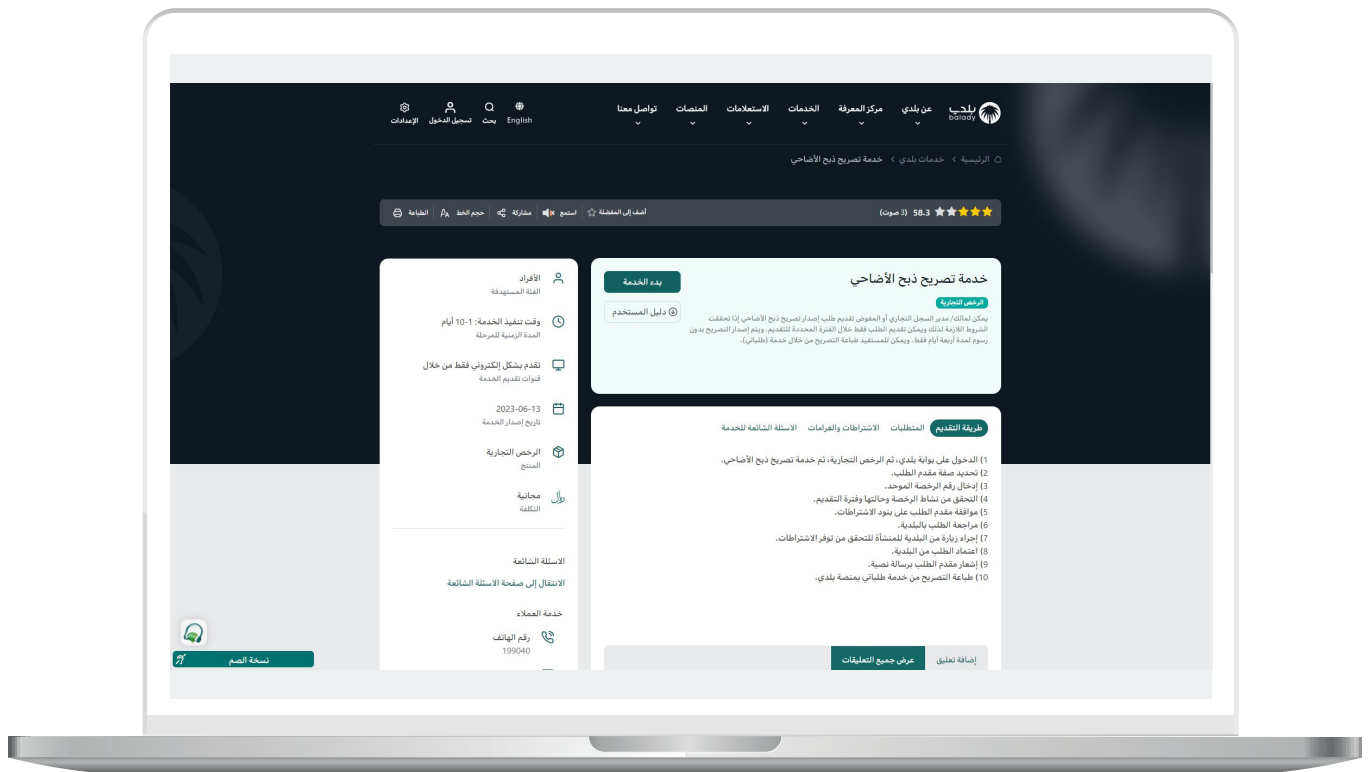 بلدي
balady
عن بلدي
مركز المعرفة
الخدمات
الاستعلامات
المنصات
تواصل معنا
English
بحث
تسجيل الدخول
الإعدادات
الرئيسية > خدمات بلدي > خدمة تصريح ذبح الأضاحي
58.3 (3 صوت)
أضف إلى المفضلة
استمع
مشاركة
حجم الخط
الطباعة
خدمة تصريح ذبح الأضاحي
الرخص التجارية
يمكن لمالك/ مدير السجل التجاري أو المفوض تقديم طلب إصدار تصريح ذبح الأضاحي إذا تحققت
الشروط اللازمة لذلك ويمكن تقديم الطلب فقط خلال الفترة المحددة للتقديم. ويتم إصدار التصريح بدون
رسوم لمدة أربعة أيام فقط. ويمكن للمستفيد طباعة التصريح من خلال خدمة (طلباتي).
بدء الخدمة
دليل المستخدم
طريقة التقديم
المتطلبات
الاشتراطات والغرامات
الاسئلة الشائعة للخدمة
1) الدخول على بوابة بلدي، ثم الرخص التجارية، ثم خدمة تصريح ذبح الأضاحي.
2) تحديد صفة مقدم الطلب.
3) إدخال رقم الرخصة الموحد.
4) التحقق من نشاط الرخصة وحالتها وفترة التقديم.
5) موافقة مقدم الطلب على بنود الاشتراطات.
6) مراجعة الطلب بالبلدية.
7) إجراء زيارة من البلدية للمنشأة للتحقق من توفر الاشتراطات.
8) اعتماد الطلب من البلدية.
9) إشعار مقدم الطلب برسالة نصية.
10) طباعة التصريح من خدمة طلباتي بمنصة بلدي.
إضافة تعليق
عرض جميع التعليقات
الأفراد
الفئة المستهدفة
وقت تنفيذ الخدمة: 1-10 أيام
المدة الزمنية للمرحلة
تقدم بشكل إلكتروني فقط من خلال
قنوات تقديم الخدمة
2023-06-13
تاريخ إصدار الخدمة
الرخص التجارية
المنتج
ريال
مجانية
التكلفة
الاسئلة الشائعة
الانتقال إلى صفحة الاسئلة الشائعة
خدمة العملاء
رقم الهاتف
199040
نسخة الصم